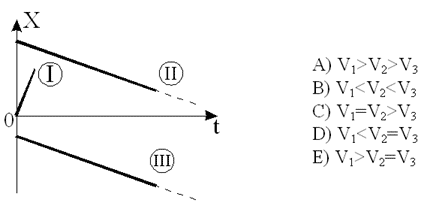 X
I
II
0
t
III
A) V₁>V₂>V₃
B) V₁<V₂<V₃
C) V₁=V₂>V₃
D) V₁<V₂=V₃
E) V₁>V₂=V₃